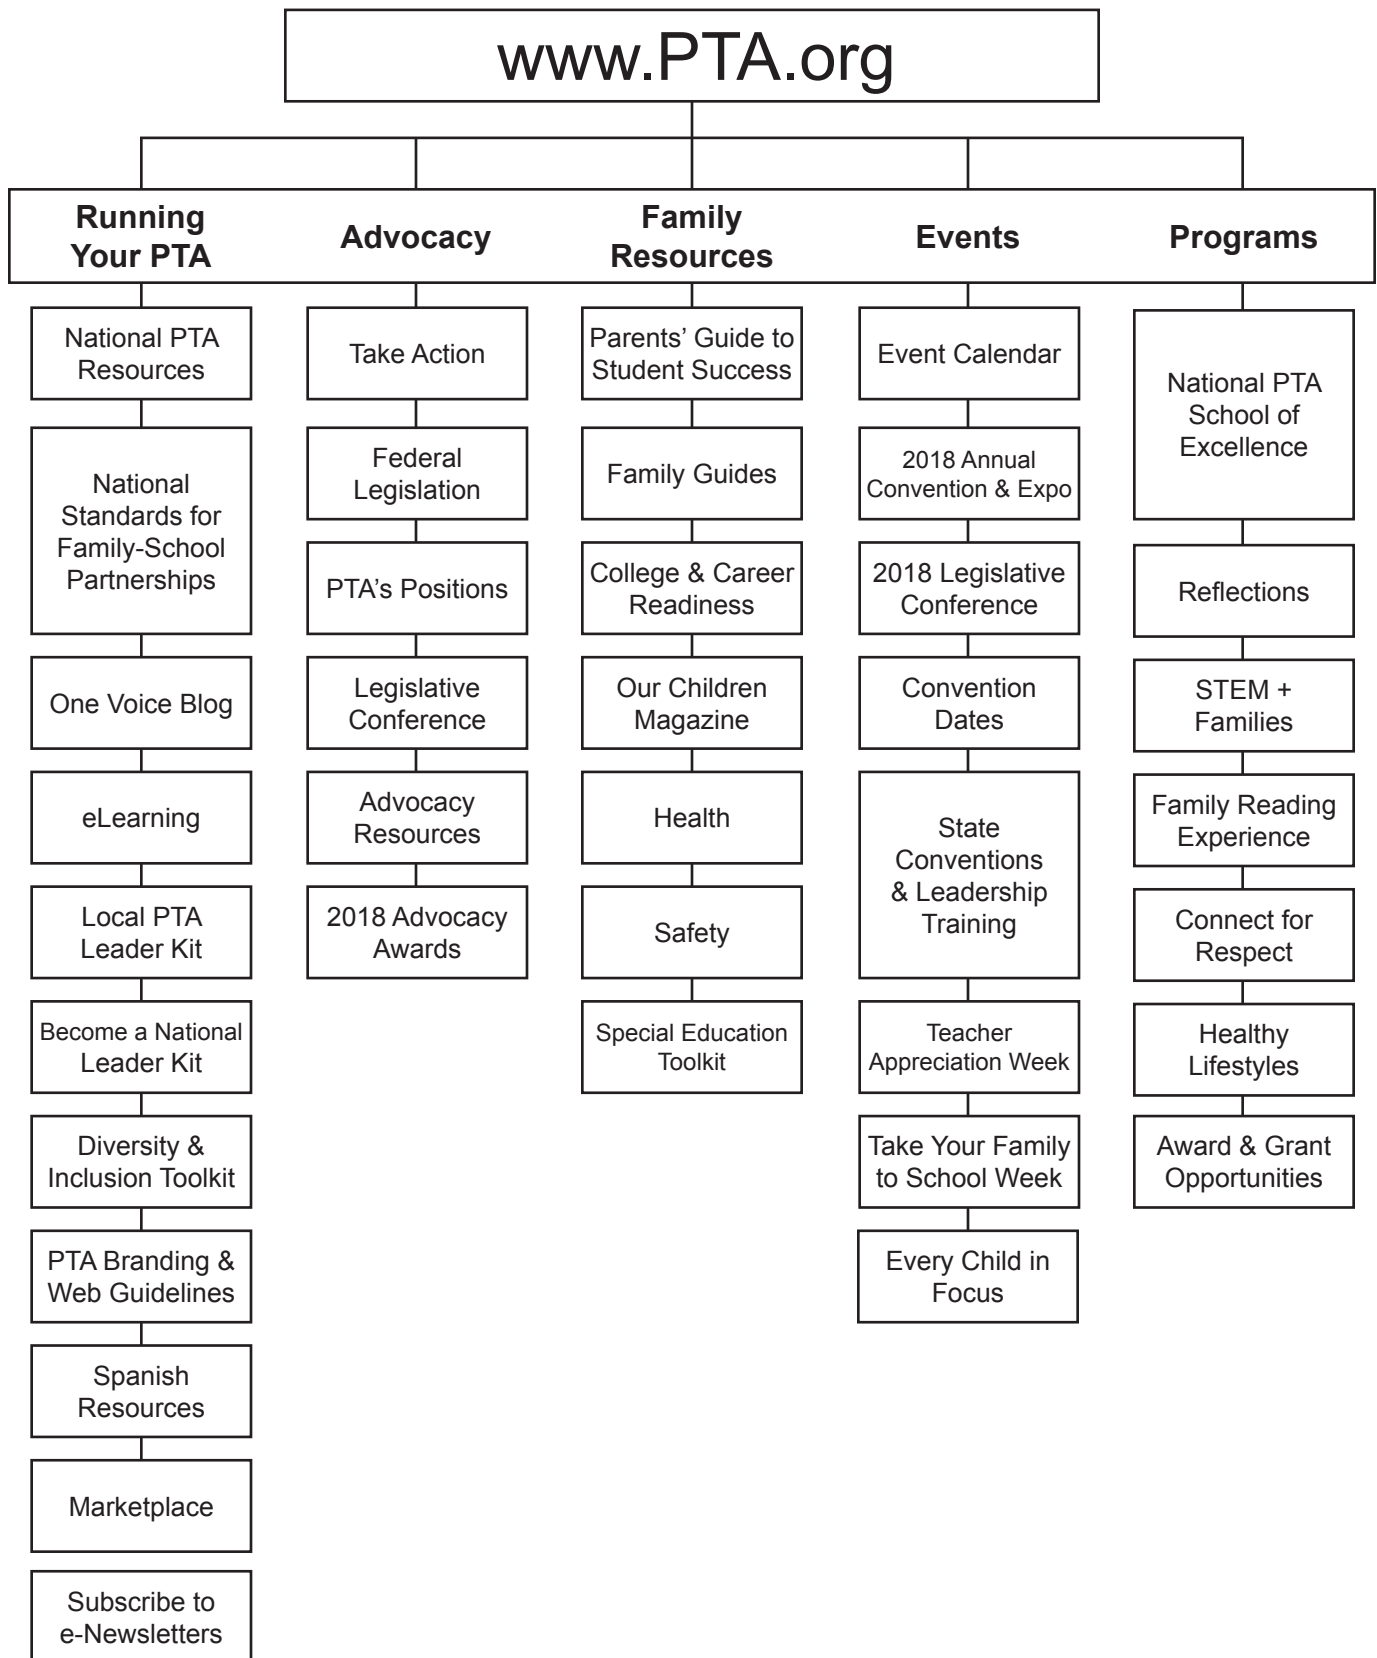 www.PTA.org
Running
Your PTA
Advocacy
Family
Resources
Events
Programs
National PTA
Resources
National
Standards for
Family-School
Partnerships
One Voice Blog
eLearning
Local PTA
Leader Kit
Become a National
Leader Kit
Diversity &
Inclusion Toolkit
PTA Branding &
Web Guidelines
Spanish
Resources
Marketplace
Subscribe to
e-Newsletters
Take Action
Federal
Legislation
PTA’s Positions
Legislative
Conference
Advocacy
Resources
2018 Advocacy
Awards
Parents’ Guide to
Student Success
Family Guides
College & Career
Readiness
Our Children
Magazine
Health
Safety
Special Education
Toolkit
Event Calendar
2018 Annual
Convention & Expo
2018 Legislative
Conference
Convention
Dates
State
Conventions
& Leadership
Training
Teacher
Appreciation Week
Take Your Family
to School Week
Every Child in
Focus
National PTA
School of
Excellence
Reflections
STEM +
Families
Family Reading
Experience
Connect for
Respect
Healthy
Lifestyles
Award & Grant
Opportunities